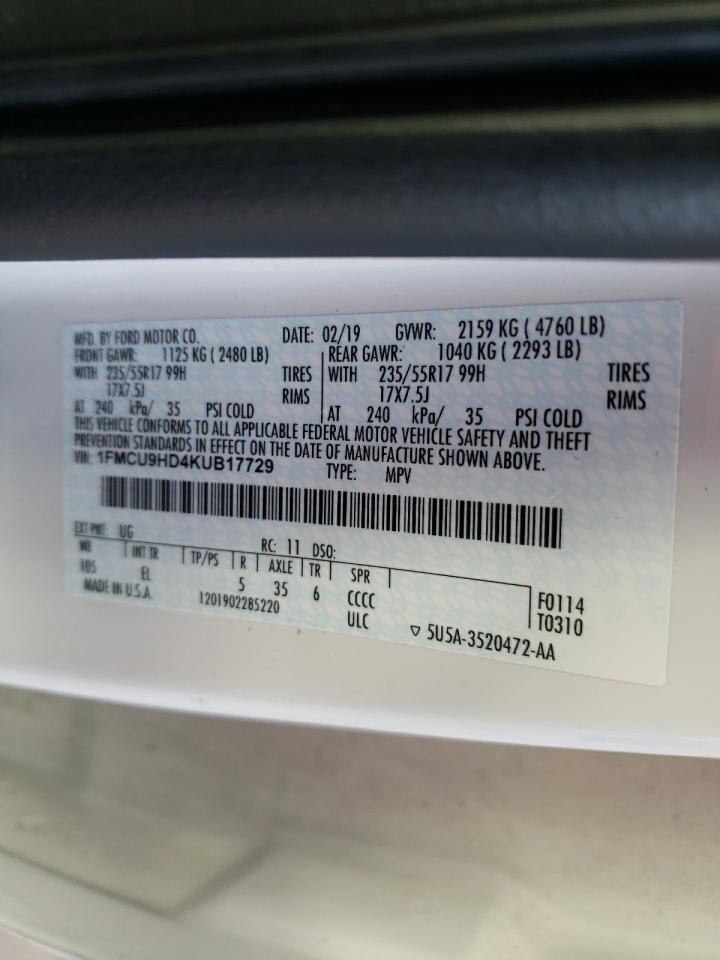 MFD. BY FORD MOTOR CO. DATE: 02/19 GVWR: 2159 KG ( 4760 LB)
FRONT GAWR: 1125 KG ( 2480 LB) REAR GAWR: 1040 KG ( 2293 LB)
WITH 235/55R17 99H TIRES WITH 235/55R17 99H TIRES
17X7.5J RIMS 17X7.5J RIMS
AT 240 kPa/ 35 PSI COLD AT 240 kPa/ 35 PSI COLD
THIS VEHICLE CONFORMS TO ALL APPLICABLE FEDERAL MOTOR VEHICLE SAFETY AND THEFT
PREVENTION STANDARDS IN EFFECT ON THE DATE OF MANUFACTURE SHOWN ABOVE.
VIN: 1FMCU9HD4KUB17729 TYPE: MPV
EXT PNT: UG RC: 11 DSO:
WB INT TR TP/PS R AXLE TR SPR
105 EL 5 35 6 CCCC F0114
MADE IN U.S.A. 1201902285220 ULC T0310
▽ 5U5A-3520472-AA